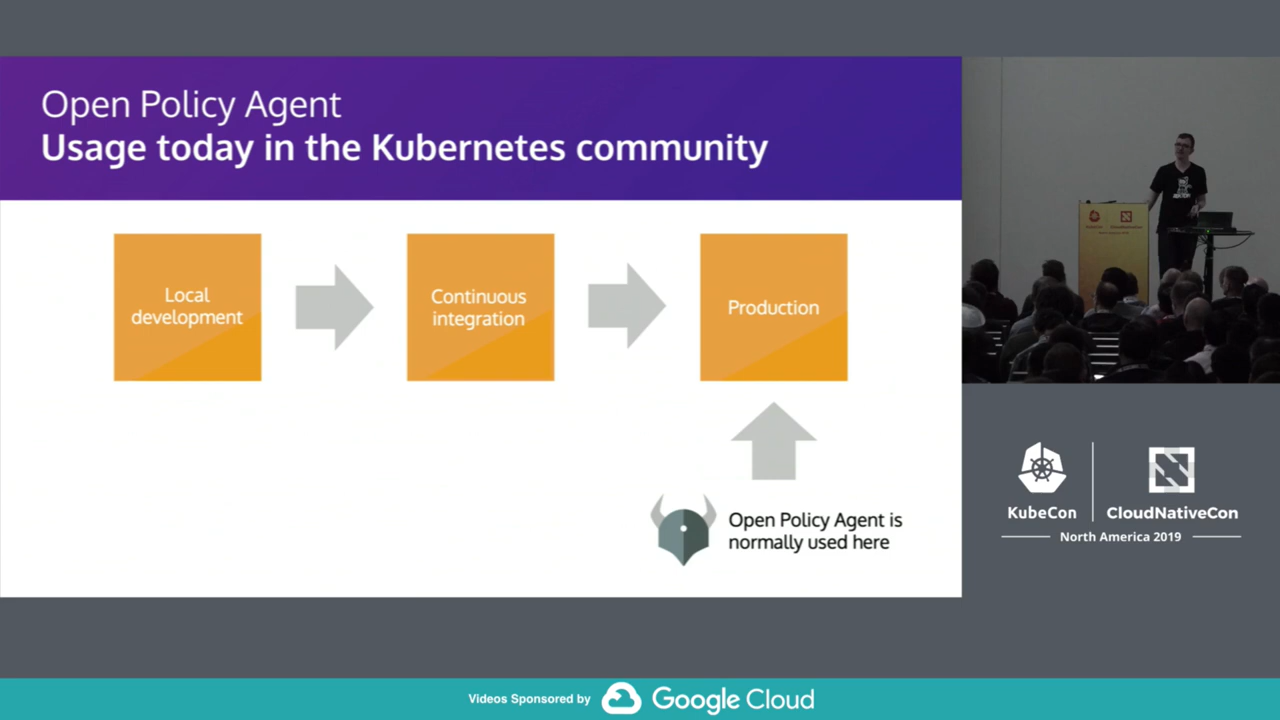 Open Policy Agent
Usage today in the Kubernetes community
Local
development
Continuous
integration
Production
Open Policy Agent is
normally used here
KubeCon
CloudNativeCon
North America 2019
Videos Sponsored by
Google Cloud